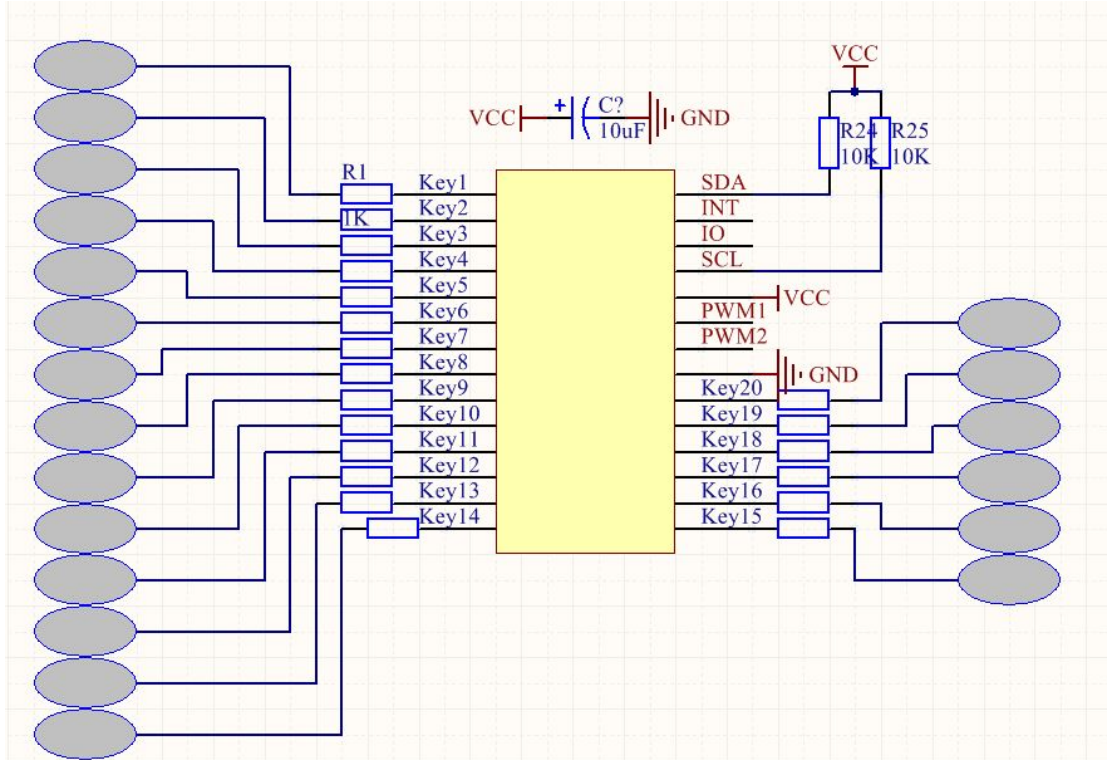 VCC
VCC
+
C?
10uF
GND
R24
10K
R25
10K
R1
1K
Key1
Key2
Key3
Key4
Key5
Key6
Key7
Key8
Key9
Key10
Key11
Key12
Key13
Key14
SDA
INT
IO
SCL
VCC
PWM1
PWM2
GND
Key20
Key19
Key18
Key17
Key16
Key15